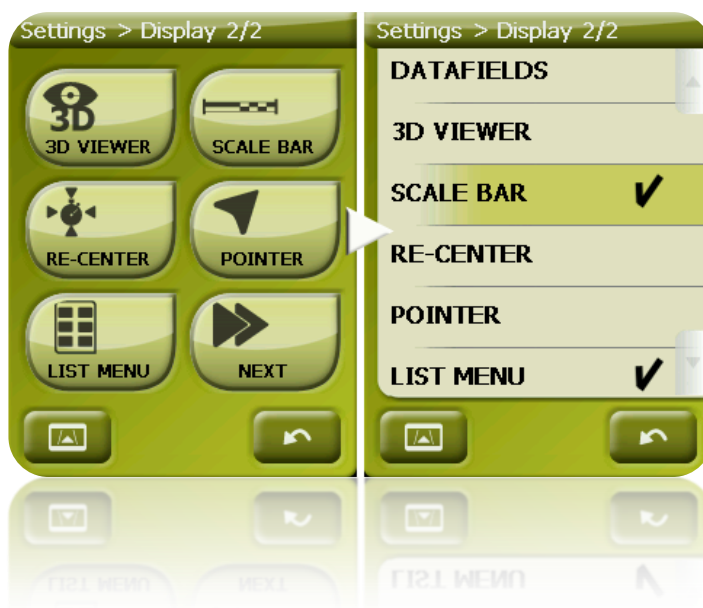 Settings > Display 2/2
3D
3D VIEWER
SCALE BAR
RE-CENTER
POINTER
LIST MENU
NEXT
Settings > Display 2/2
DATAFIELDS
3D VIEWER
SCALE BAR
RE-CENTER
POINTER
LIST MENU